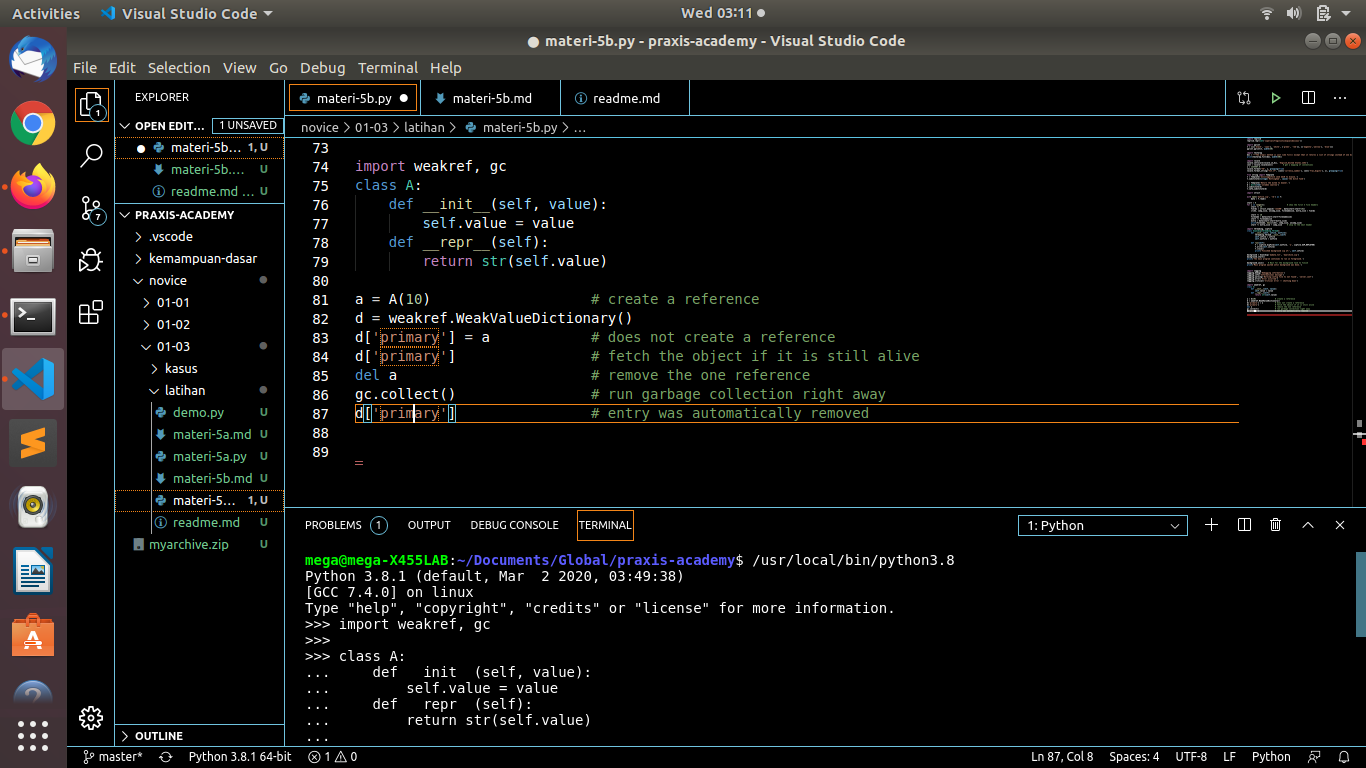 Activities
Visual Studio Code
Wed 03:11
materi-5b.py - praxis-academy - Visual Studio Code
File Edit Selection View Go Debug Terminal Help
EXPLORER
OPEN EDIT... 1 UNSAVED
materi-5b... 1, U
materi-5b.... U
readme.md ... U
PRAXIS-ACADEMY
.vscode
kemampuan-dasar
novice
01-01
01-02
01-03
kasus
latihan
demo.py U
materi-5a.md U
materi-5a.py U
materi-5b.md U
materi-5... 1, U
readme.md U
myarchive.zip U
OUTLINE
1
7
materi-5b.py
materi-5b.md
readme.md
novice > 01-03 > latihan > materi-5b.py > ...
73
74 import weakref, gc
75 class A:
76 def __init__(self, value):
77 self.value = value
78 def __repr__(self):
79 return str(self.value)
80
81 a = A(10) # create a reference
82 d = weakref.WeakValueDictionary()
83 d['primary'] = a # does not create a reference
84 d['primary'] # fetch the object if it is still alive
85 del a # remove the one reference
86 gc.collect() # run garbage collection right away
87 d['primary'] # entry was automatically removed
88
89
PROBLEMS 1 OUTPUT DEBUG CONSOLE TERMINAL
1: Python
mega@mega-X455LAB:~/Documents/Global/praxis-academy$ /usr/local/bin/python3.8
Python 3.8.1 (default, Mar  2 2020, 03:49:38)
[GCC 7.4.0] on linux
Type "help", "copyright", "credits" or "license" for more information.
>>> import weakref, gc
>>>
>>> class A:
...     def   init  (self, value):
...         self.value = value
...     def   repr  (self):
...         return str(self.value)
...
master*
Python 3.8.1 64-bit
1 0
Ln 87, Col 8
Spaces: 4
UTF-8
LF
Python